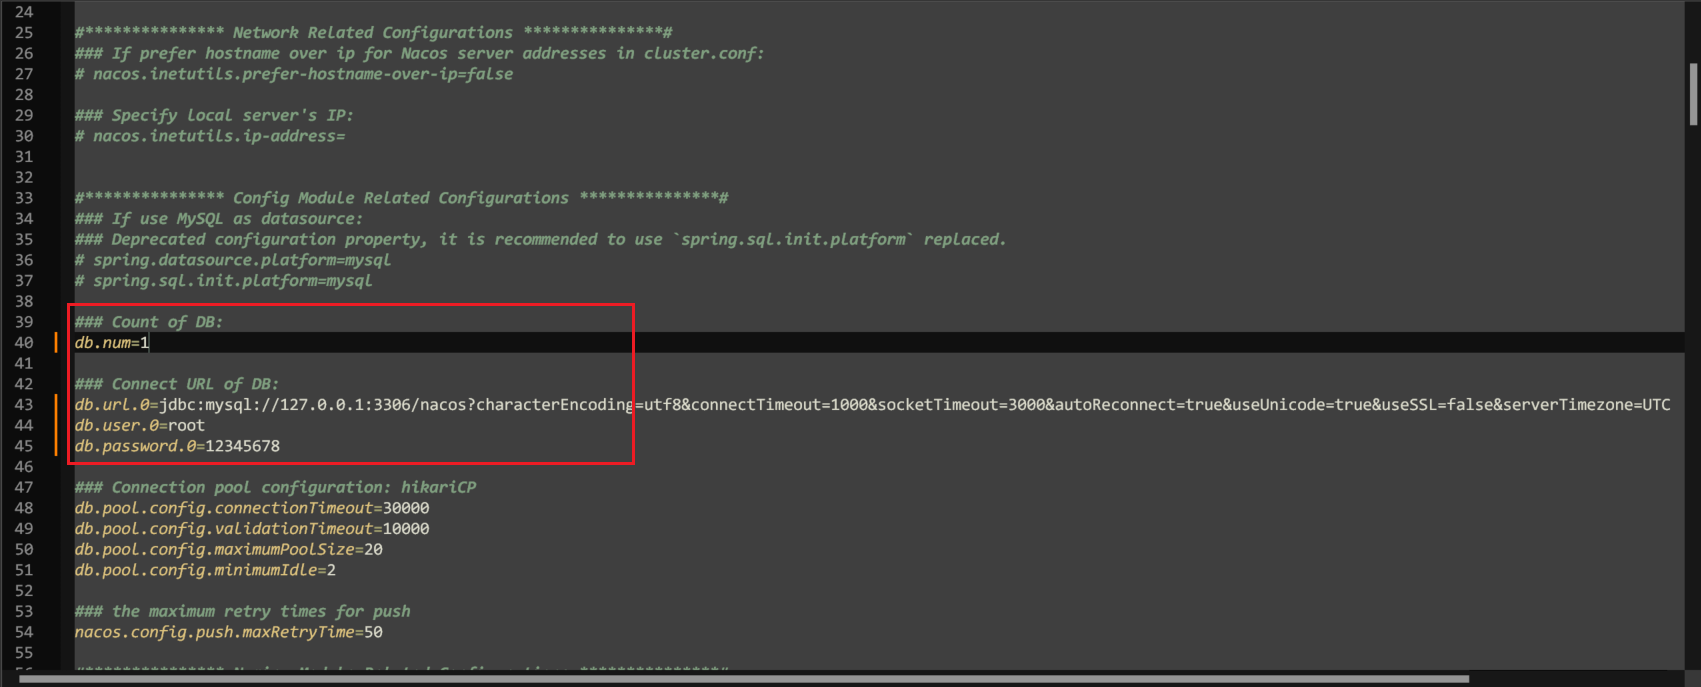 24
25 #*************** Network Related Configurations ***************#
26 ### If prefer hostname over ip for Nacos server addresses in cluster.conf:
27 # nacos.inetutils.prefer-hostname-over-ip=false
28
29 ### Specify local server's IP:
30 # nacos.inetutils.ip-address=
31
32
33 #*************** Config Module Related Configurations ***************#
34 ### If use MySQL as datasource:
35 ### Deprecated configuration property, it is recommended to use `spring.sql.init.platform` replaced.
36 # spring.datasource.platform=mysql
37 # spring.sql.init.platform=mysql
38
39 ### Count of DB:
40 db.num=1
41
42 ### Connect URL of DB:
43 db.url.0=jdbc:mysql://127.0.0.1:3306/nacos?characterEncoding=utf8&connectTimeout=1000&socketTimeout=3000&autoReconnect=true&useUnicode=true&useSSL=false&serverTimezone=UTC
44 db.user.0=root
45 db.password.0=12345678
46
47 ### Connection pool configuration: hikariCP
48 db.pool.config.connectionTimeout=30000
49 db.pool.config.validationTimeout=10000
50 db.pool.config.maximumPoolSize=20
51 db.pool.config.minimumIdle=2
52
53 ### the maximum retry times for push
54 nacos.config.push.maxRetryTime=50
55